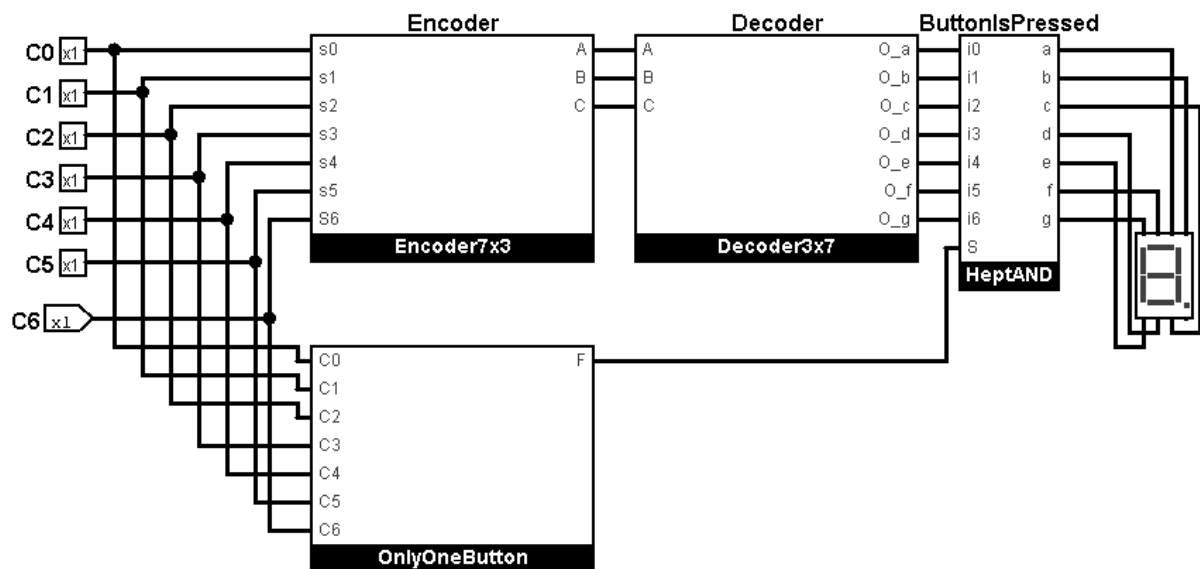 Encoder
Decoder
ButtonIsPressed
C0 x1
C1 x1
C2 x1
C3 x1
C4 x1
C5 x1
C6 x1
s0 A
s1 B
s2 C
s3
s4
s5
S6
Encoder7x3
A O_a
B O_b
C O_c
O_d
O_e
O_f
O_g
Decoder3x7
i0 a
i1 b
i2 c
i3 d
i4 e
i5 f
i6 g
S
HeptAND
C0 F
C1
C2
C3
C4
C5
C6
OnlyOneButton